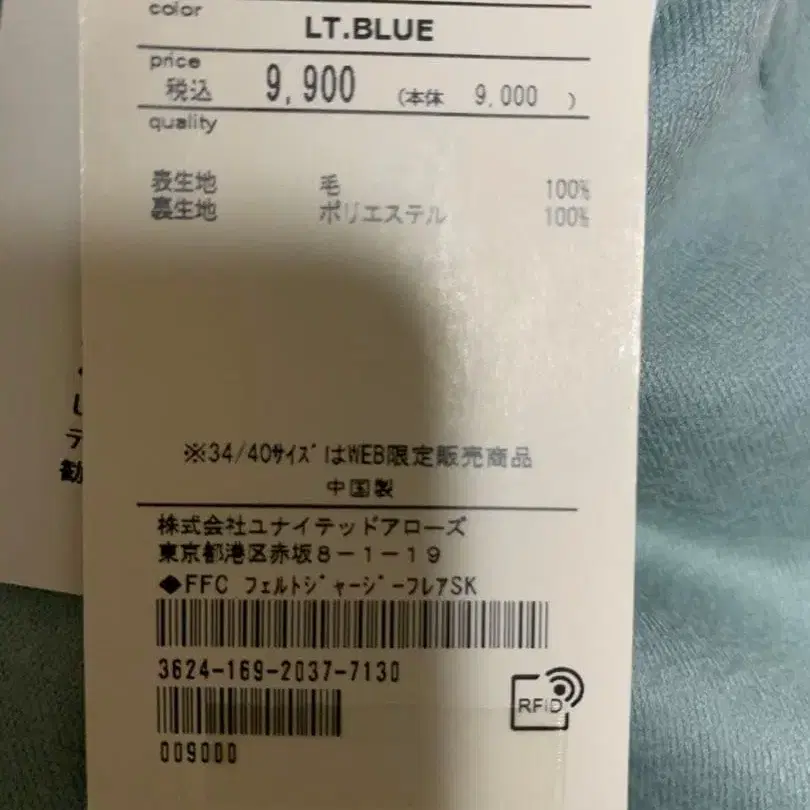 color
LT.BLUE
price
税込 9,900 (本体 9,000 )
quality
表生地 毛 100%
裏生地 ポリエステル 100%
※34/40サイズはWEB限定販売商品
中国製
株式会社ユナイテッドアローズ
東京都港区赤坂8-1-19
◆FFC フェルトジャージーフレアSK
3624-169-2037-7130
RFID
009000